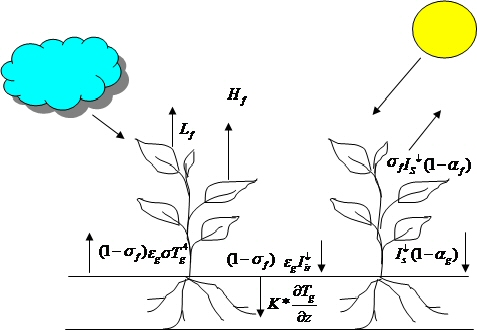 H_f
L_f
σ_f I_S^↓ (1-α_f)
(1-σ_f) ε_g σ T_g^4
(1-σ_f) ε_g I_ir^↓
I_s^↓ (1-α_g)
K* ∂T_g/∂z